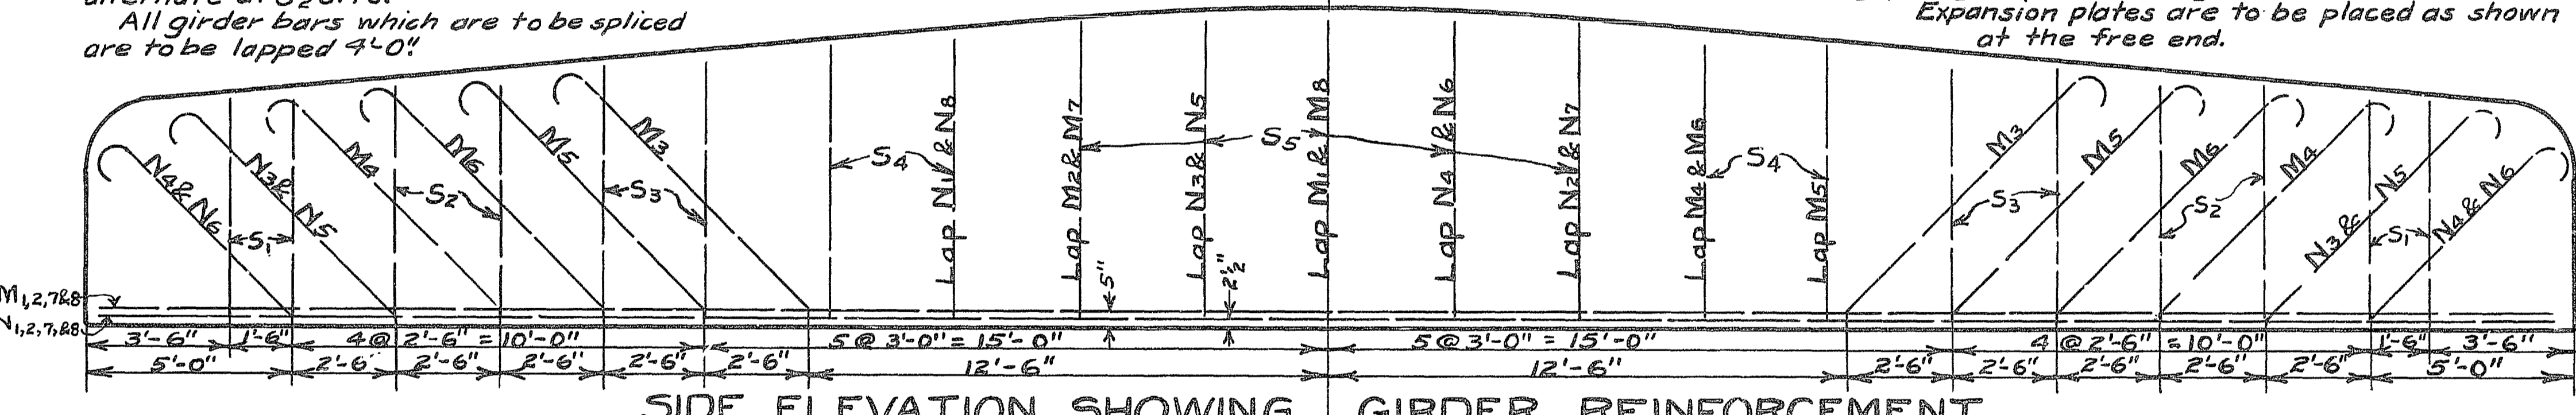 All girder bars which are to be spliced
are to be lapped 4'-0".
Expansion plates are to be placed as shown
at the free end.
N4 & N6
N3 & N5
M4
M6
M5
M3
S1
S2
S3
S4
Lap N1 & N8
Lap M2 & M7
Lap N3 & N5
S5
Lap M1 & M8
Lap N4 & N6
Lap N2 & N7
Lap M4 & M6
S4
Lap M5
M3
M5
M6
M4
N3 & N5
N4 & N6
S3
S2
S1
M1,2,7&8
N1,2,7,&8
5"
2½"
3'-6" 1'-6" 4 @ 2'-6" = 10'-0" 5 @ 3'-0" = 15'-0" 5 @ 3'-0" = 15'-0" 4 @ 2'-6" = 10'-0" 1'-6" 3'-6"
5'-0" 2'-6" 2'-6" 2'-6" 2'-6" 2'-6" 12'-6" 12'-6" 2'-6" 2'-6" 2'-6" 2'-6" 2'-6" 5'-0"
SIDE ELEVATION SHOWING GIRDER REINFORCEMENT